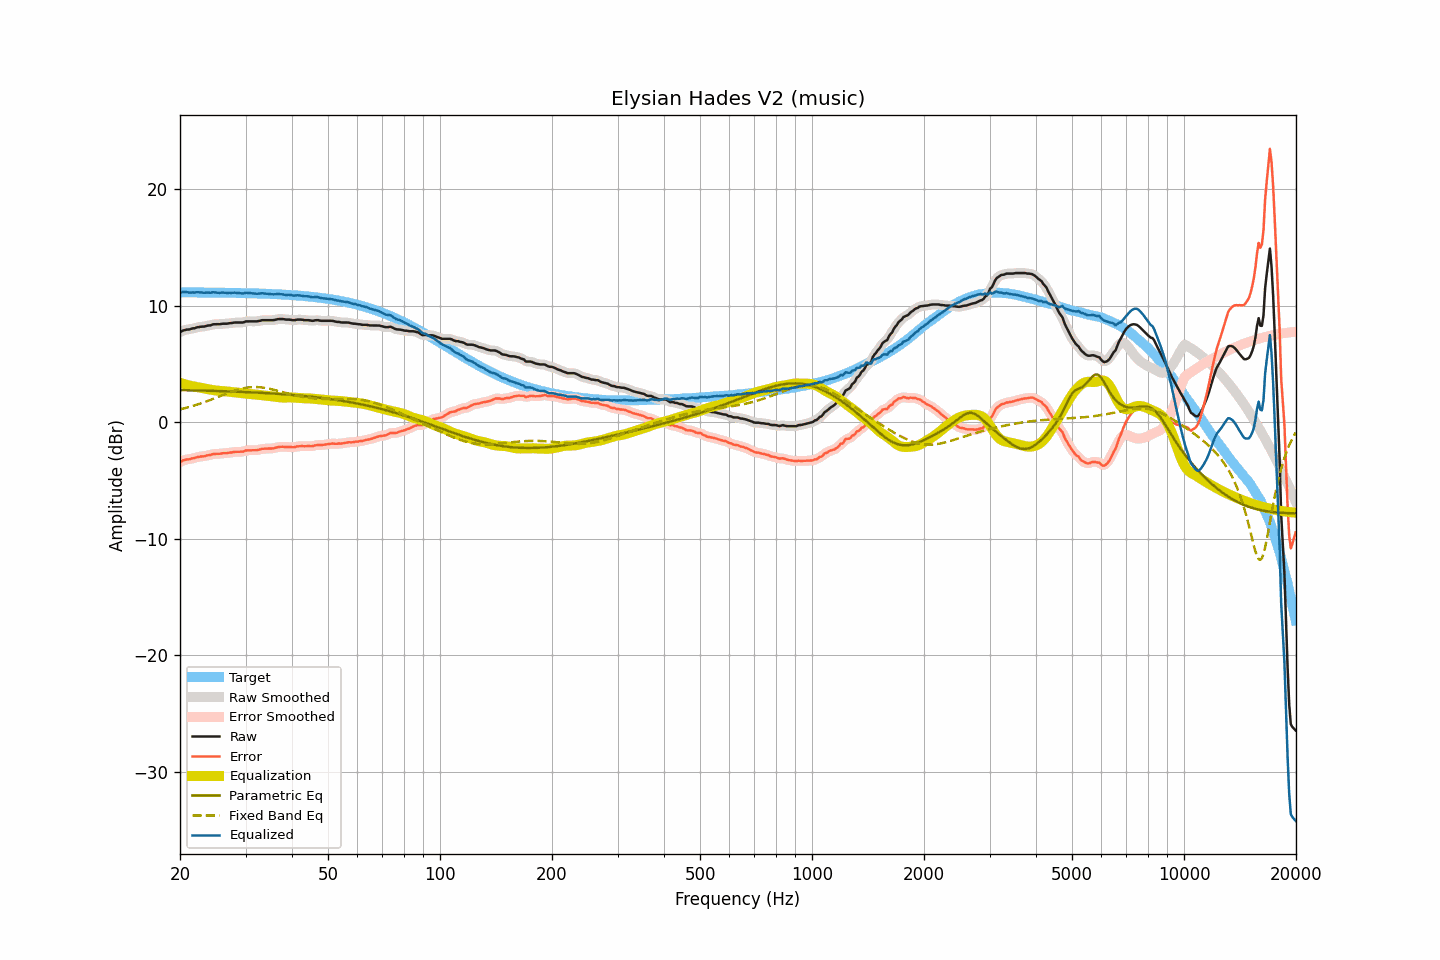 Elysian Hades V2 (music)
Amplitude (dBr)
20
10
0
−10
−20
−30
Target
Raw Smoothed
Error Smoothed
Raw
Error
Equalization
Parametric Eq
Fixed Band Eq
Equalized
20 50 100 200 500 1000 2000 5000 10000 20000
Frequency (Hz)